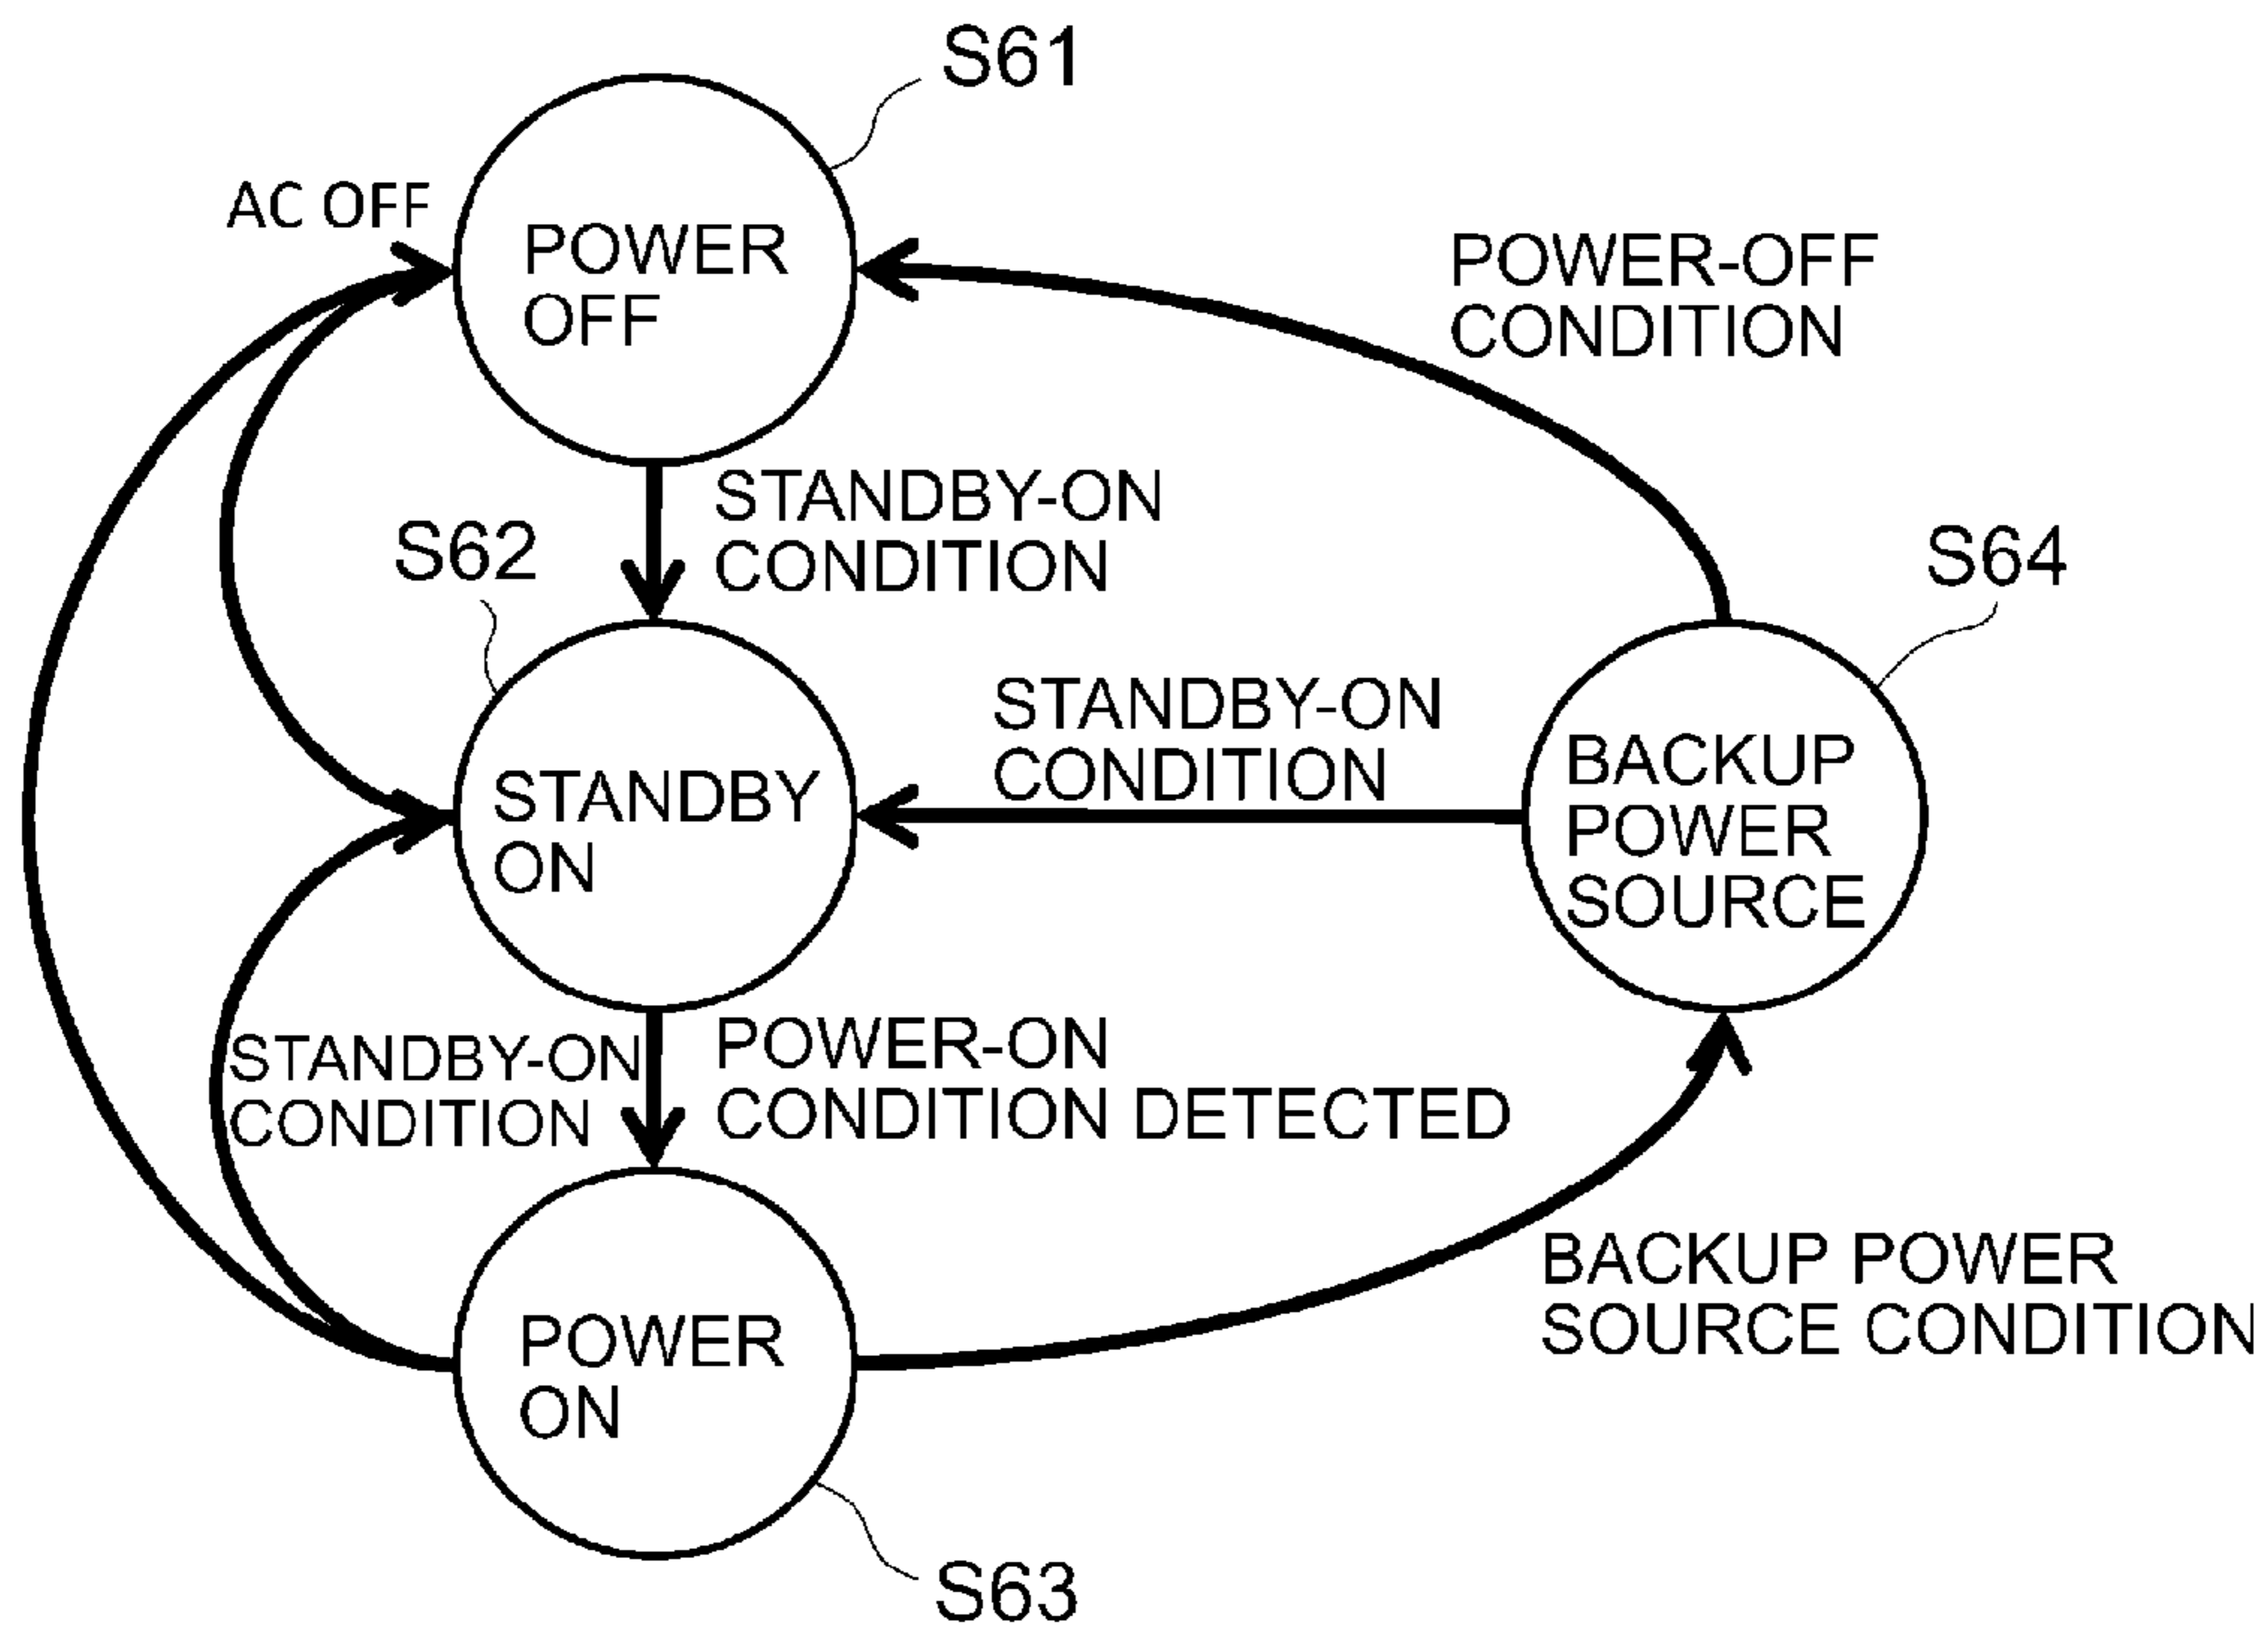 S61
AC OFF
POWER
OFF
POWER-OFF
CONDITION
STANDBY-ON
CONDITION
S62
S64
STANDBY-ON
CONDITION
STANDBY
ON
BACKUP
POWER
SOURCE
STANDBY-ON
CONDITION
POWER-ON
CONDITION DETECTED
BACKUP POWER
SOURCE CONDITION
POWER
ON
S63